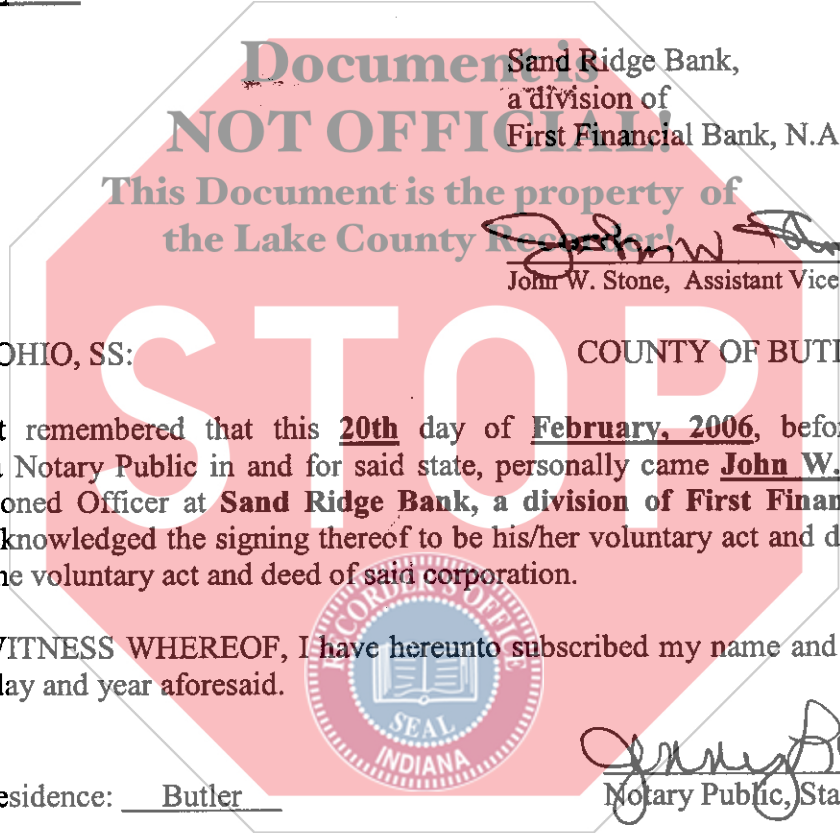 Document is
NOT OFFICIAL!
This Document is the property of
the Lake County Recorder!
Sand Ridge Bank,
a division of
First Financial Bank, N.A
John W. Stone, Assistant Vice
STOP
OHIO, SS:
COUNTY OF BUTL
t remembered that this 20th day of February, 2006, befo
Notary Public in and for said state, personally came John W.
oned Officer at Sand Ridge Bank, a division of First Finan
knowledged the signing thereof to be his/her voluntary act and d
he voluntary act and deed of said corporation.
WITNESS WHEREOF, I have hereunto subscribed my name and
day and year aforesaid.
RECORDER'S OFFICE
SEAL
INDIANA
esidence: Butler
Notary Public, Sta